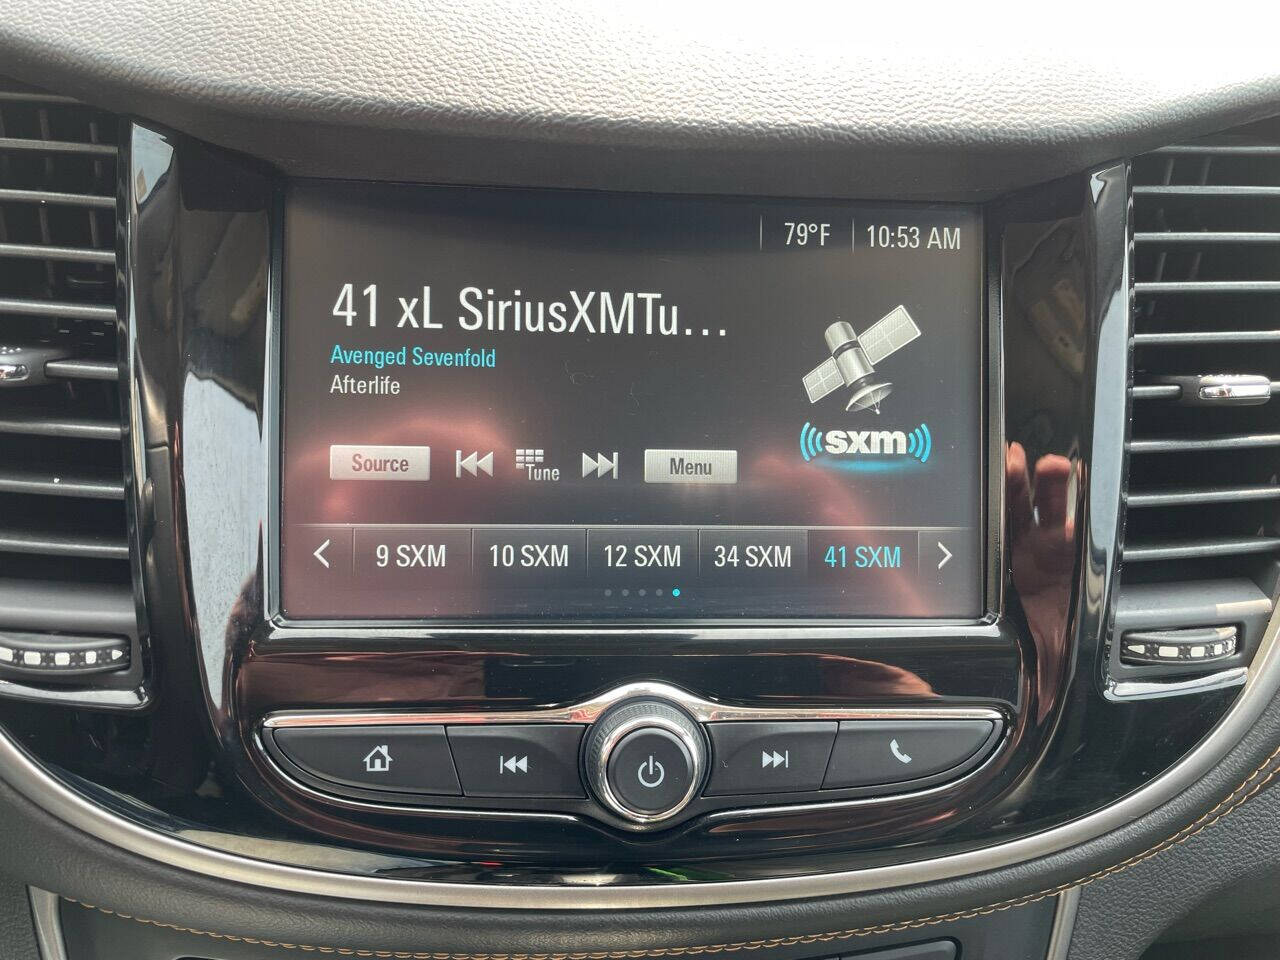 79°F 10:53 AM
41 xL SiriusXMTu...
Avenged Sevenfold
Afterlife
sxm
Source Tune Menu
9 SXM 10 SXM 12 SXM 34 SXM 41 SXM